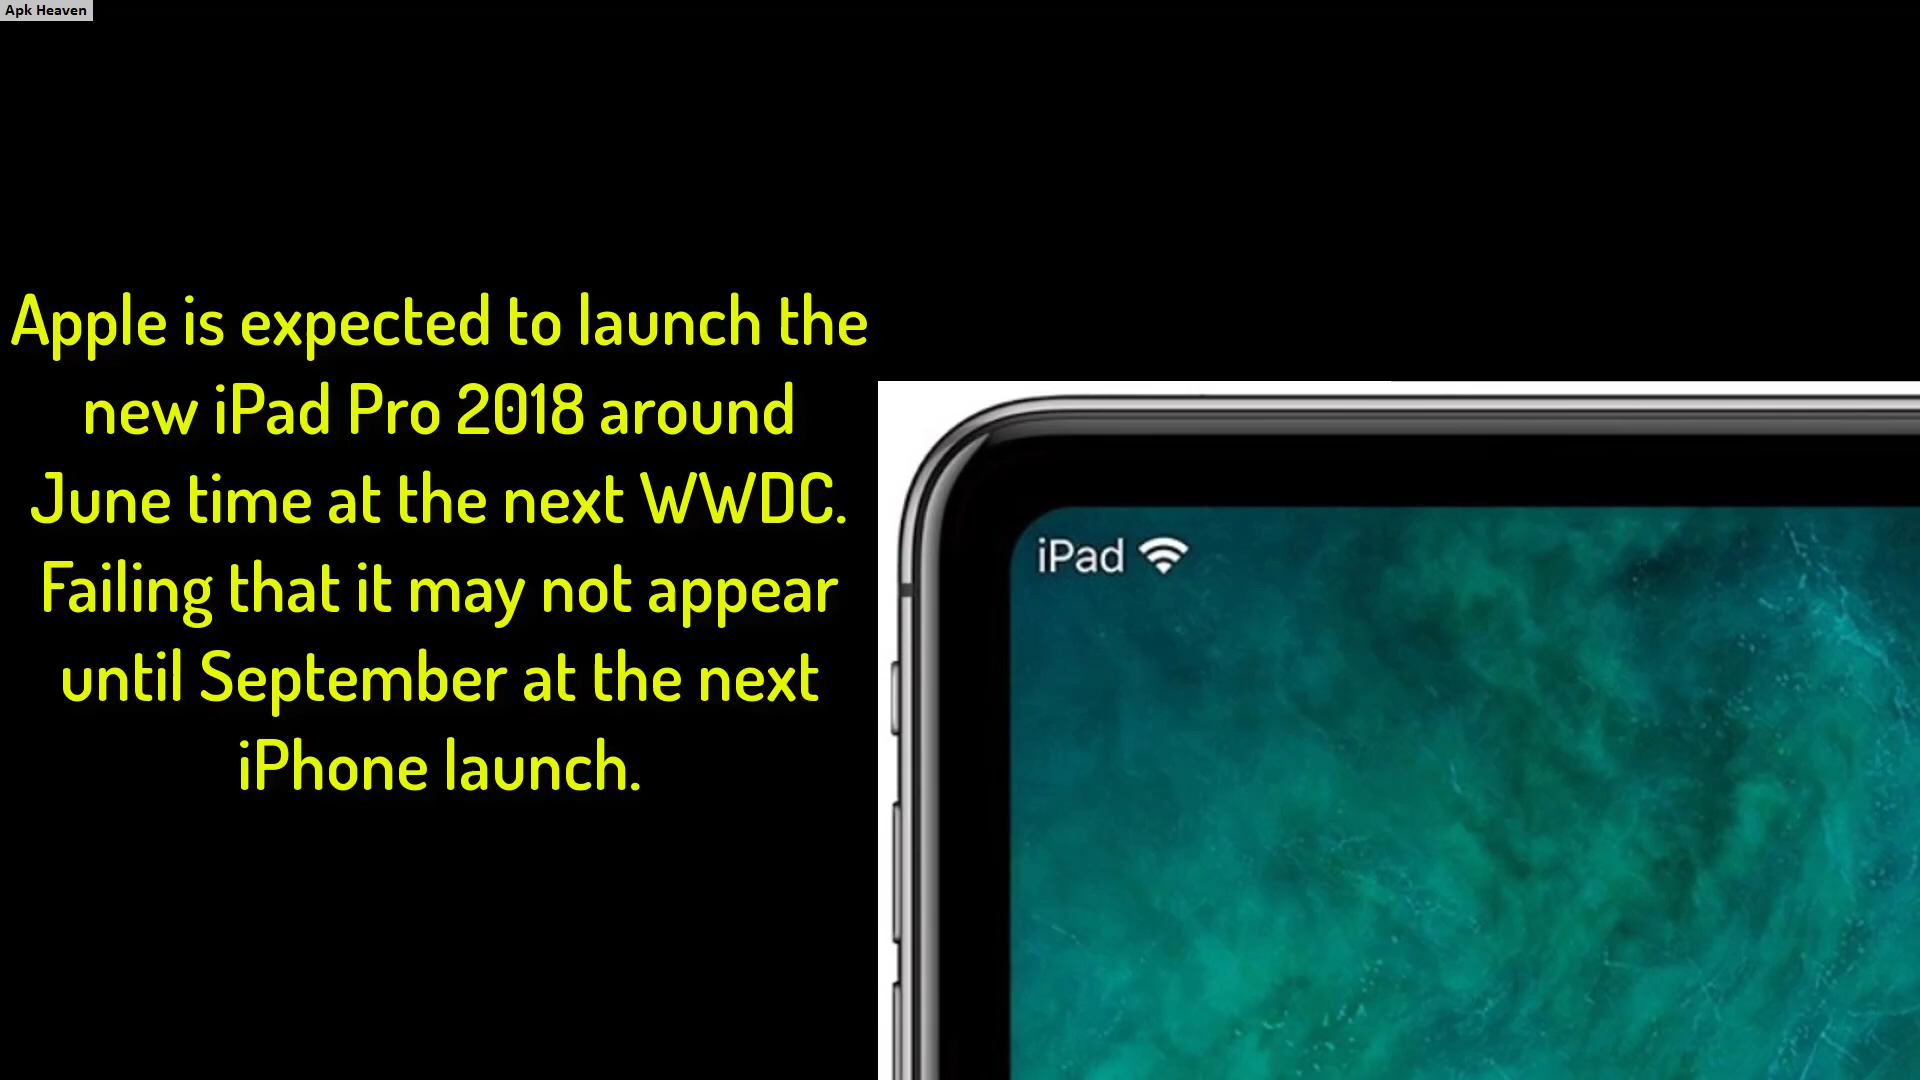 Apk Heaven
Apple is expected to launch the
new iPad Pro 2018 around
June time at the next WWDC.
Failing that it may not appear
until September at the next
iPhone launch.
iPad